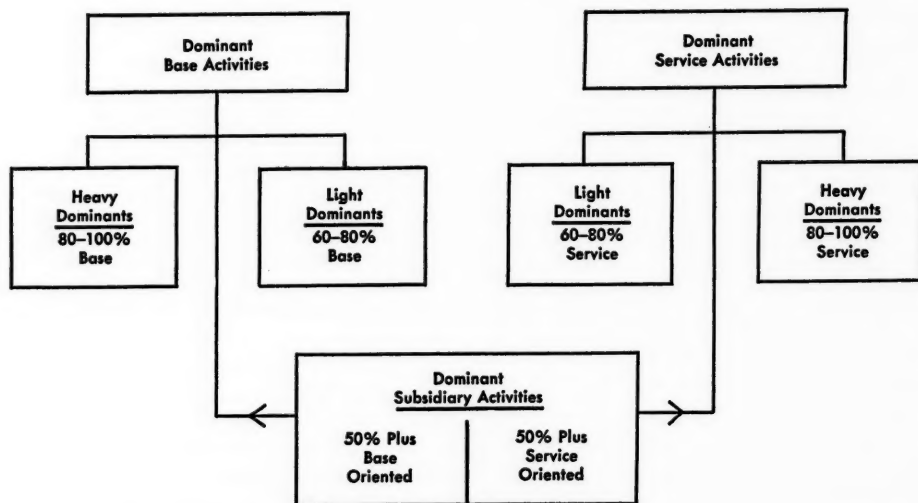 Dominant
Base Activities
Dominant
Service Activities
Heavy
Dominants
80–100%
Base
Light
Dominants
60–80%
Base
Light
Dominants
60–80%
Service
Heavy
Dominants
80–100%
Service
Dominant
Subsidiary Activities
50% Plus
Base
Oriented
50% Plus
Service
Oriented